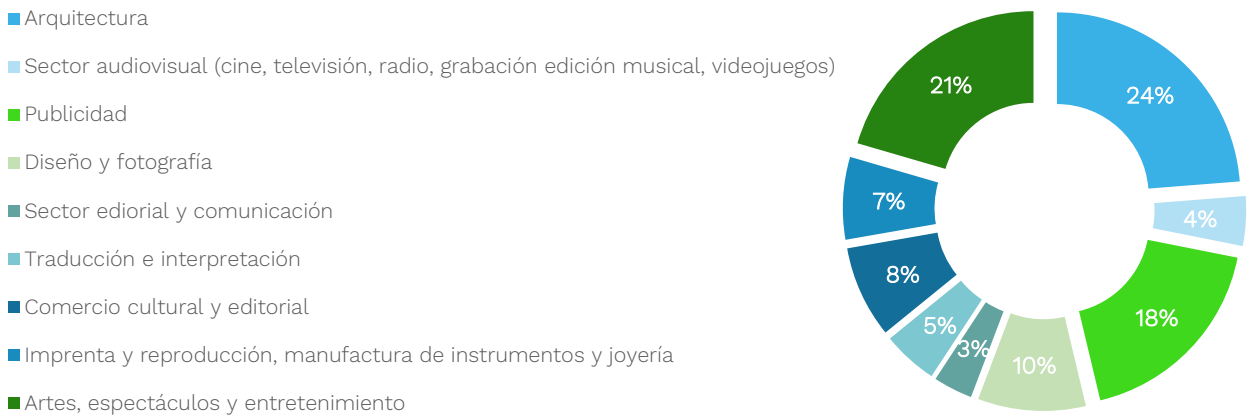 Arquitectura
Sector audiovisual (cine, televisión, radio, grabación edición musical, videojuegos)
Publicidad
Diseño y fotografía
Sector ediorial y comunicación
Traducción e interpretación
Comercio cultural y editorial
Imprenta y reproducción, manufactura de instrumentos y joyería
Artes, espectáculos y entretenimiento
24%
4%
18%
10%
3%
5%
8%
7%
21%